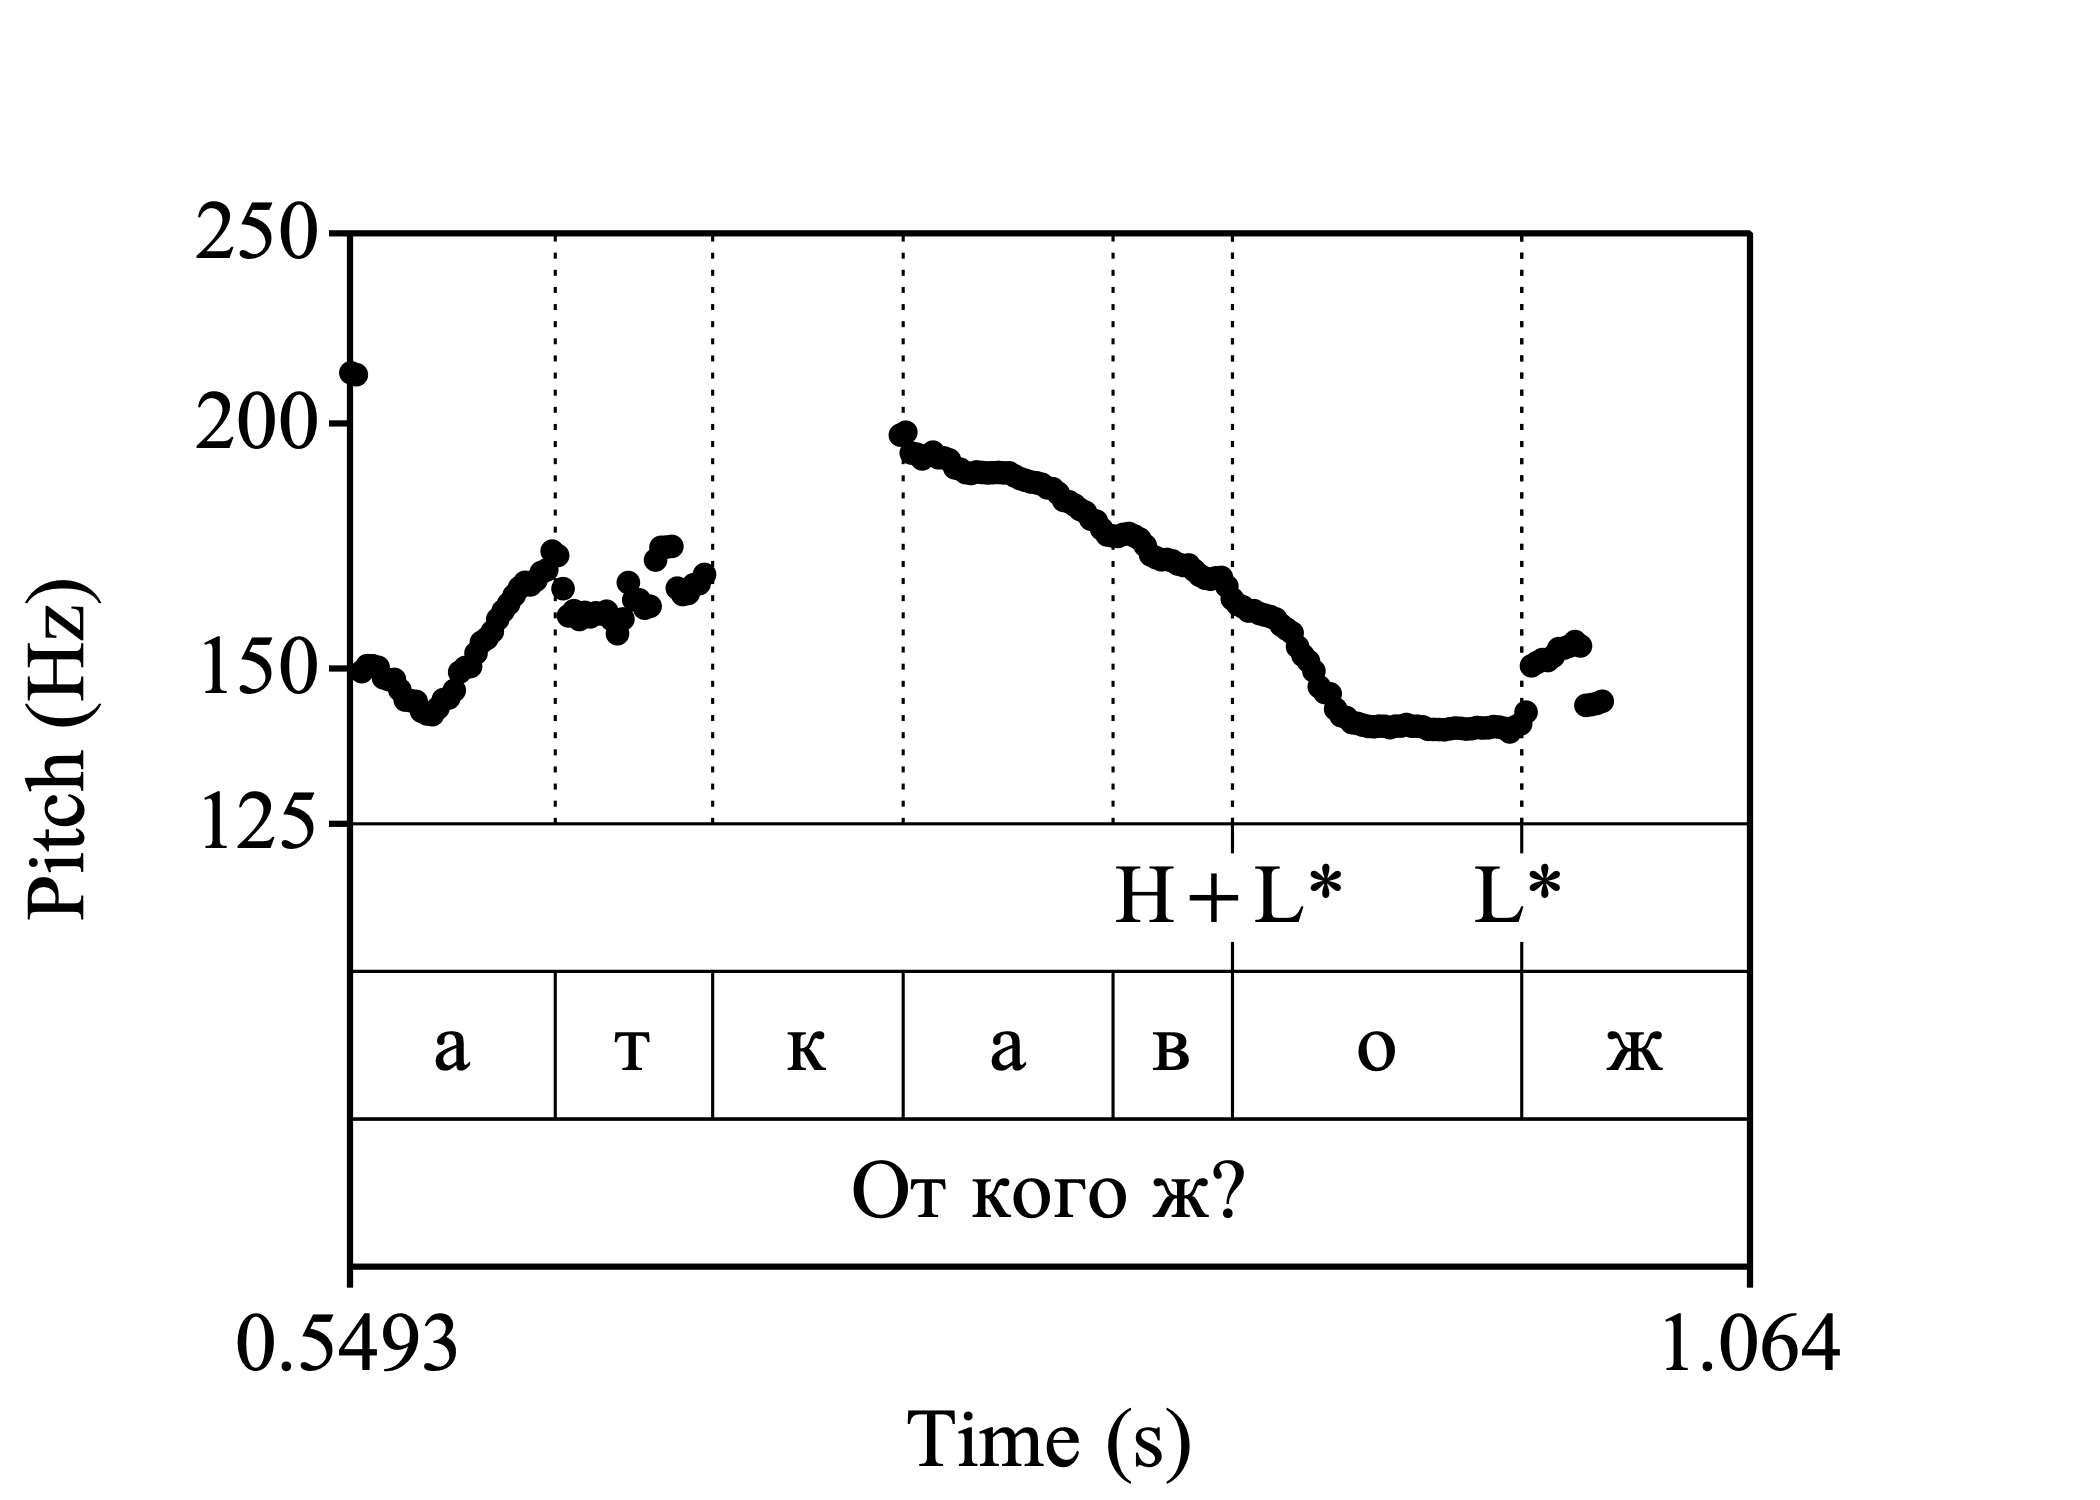 250
200
150
125
Pitch (Hz)
H+L* L*
а т к а в о ж
От кого ж?
0.5493 1.064
Time (s)